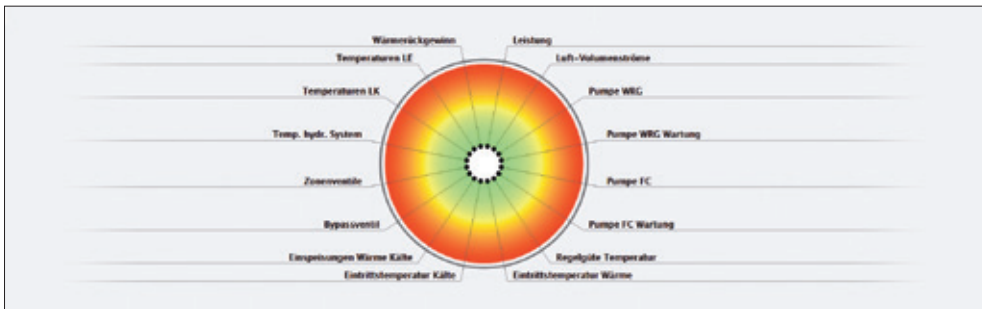 Wärmerückgewinn
Leistung
Temperaturen LE
Luft-Volumenströme
Temperaturen LK
Pumpe WRG
Temp. hydr. System
Pumpe WRG Wartung
Zonenventile
Pumpe FC
Bypassventil
Pumpe FC Wartung
Einspeisungen Wärme Kälte
Regelgüte Temperatur
Eintrittstemperatur Kälte
Eintrittstemperatur Wärme